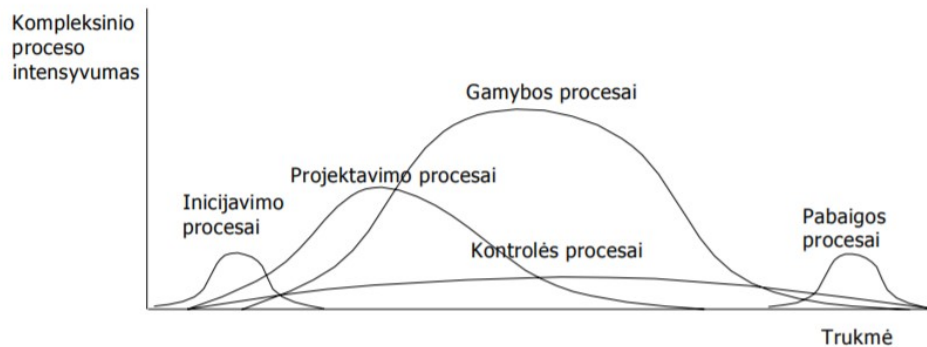 Kompleksinio
proceso
intensyvumas
Gamybos procesai
Projektavimo procesai
Inicijavimo
procesai
Kontrolės procesai
Pabaigos
procesai
Trukmė